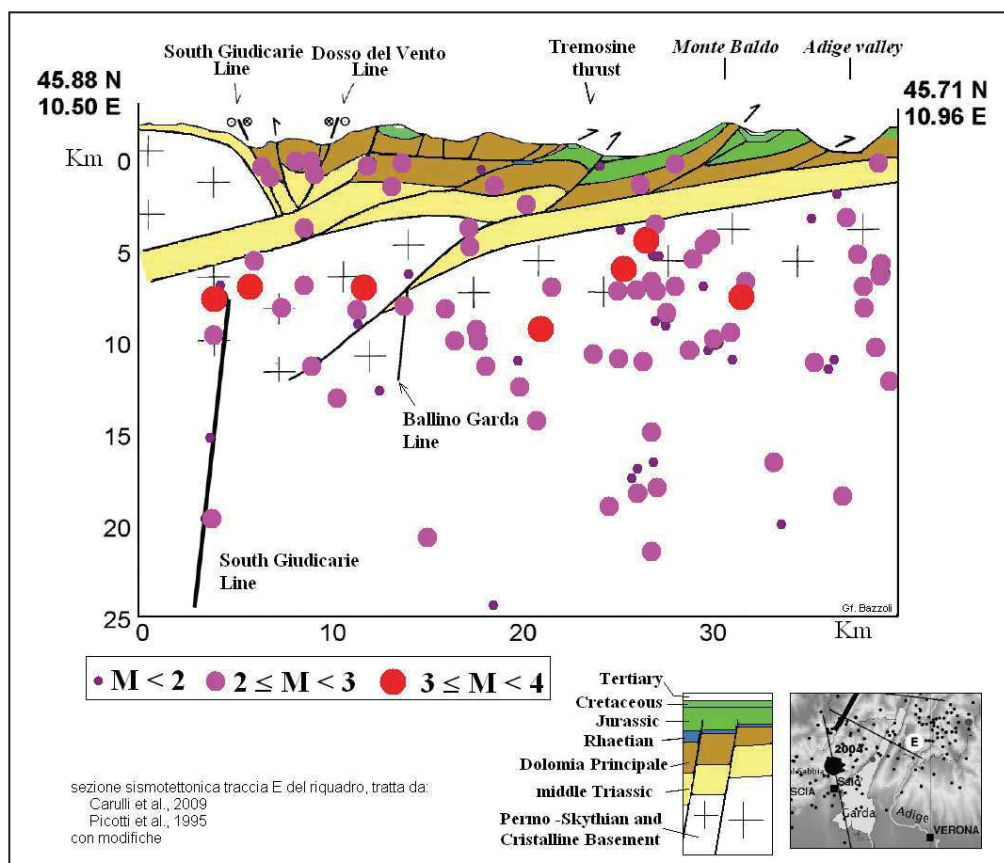 South Giudicarie
Line
Dosso del Vento
Line
Tremosine
thrust
Monte Baldo
Adige valley
45.88 N
10.50 E
45.71 N
10.96 E
Km
0
5
10
15
20
25
Ballino Garda
Line
South Giudicarie
Line
Gf. Bazzoli
0
10
20
30
Km
M < 2
2 ≤ M < 3
3 ≤ M < 4
Tertiary
Cretaceous
Jurassic
Rhaetian
Dolomia Principale
middle Triassic
Permo -Skythian and
Cristalline Basement
sezione sismotettonica traccia E del riquadro, tratta da:
Carulli et al., 2009
Picotti et al., 1995
con modifiche
E
2004
Salò
SCIA
Garda
Adige
VERONA